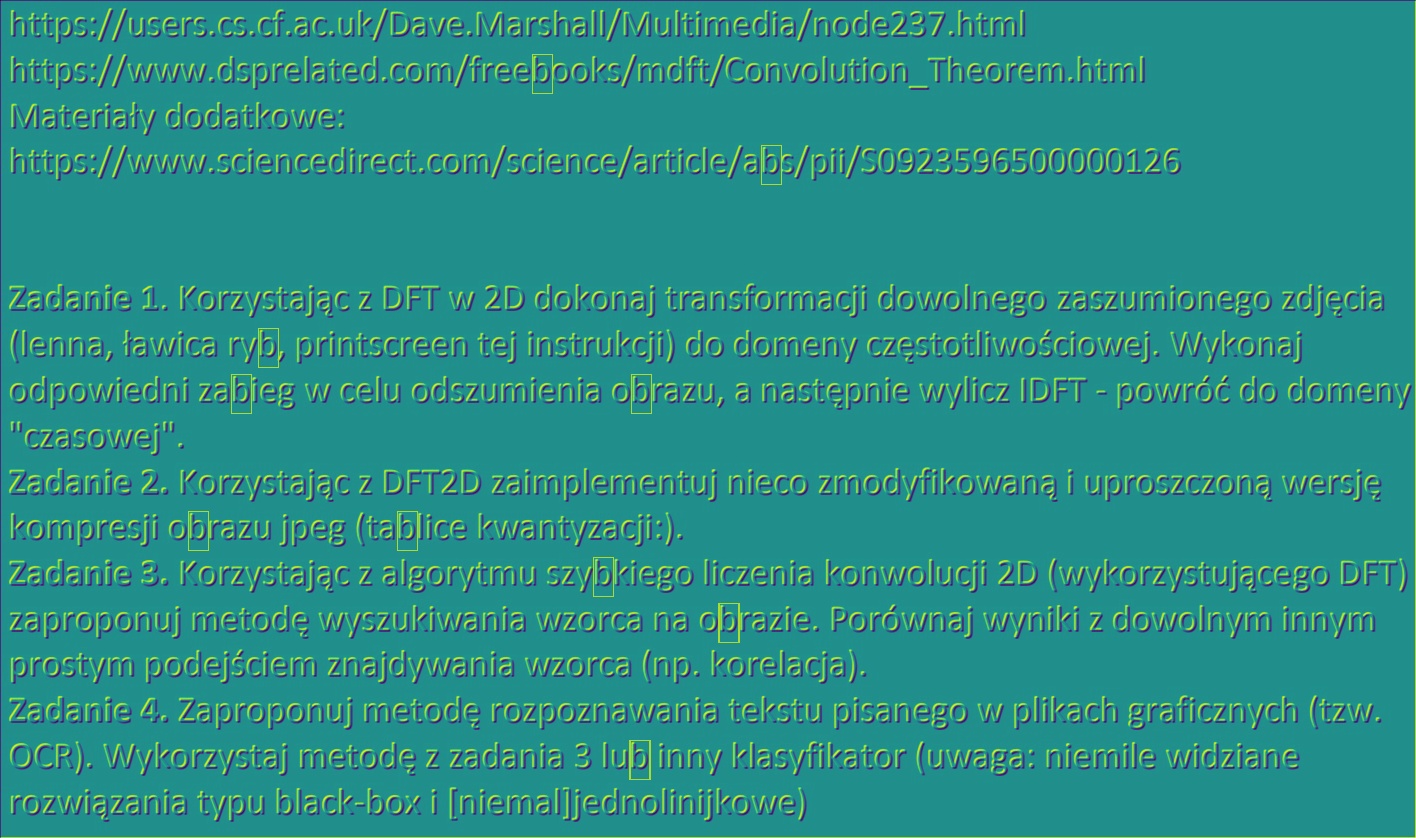 https://users.cs.cf.ac.uk/Dave.Marshall/Multimedia/node237.html
https://www.dsprelated.com/freebooks/mdft/Convolution_Theorem.html
Materiały dodatkowe:
https://www.sciencedirect.com/science/article/abs/pii/S0923596500000126
Zadanie 1. Korzystając z DFT w 2D dokonaj transformacji dowolnego zaszumionego zdjęcia
(lenna, ławica ryb, printscreen tej instrukcji) do domeny częstotliwościowej. Wykonaj
odpowiedni zabieg w celu odszumienia obrazu, a następnie wylicz IDFT - powróć do domeny
"czasowej".
Zadanie 2. Korzystając z DFT2D zaimplementuj nieco zmodyfikowaną i uproszczoną wersję
kompresji obrazu jpeg (tablice kwantyzacji:).
Zadanie 3. Korzystając z algorytmu szybkiego liczenia konwolucji 2D (wykorzystującego DFT)
zaproponuj metodę wyszukiwania wzorca na obrazie. Porównaj wyniki z dowolnym innym
prostym podejściem znajdywania wzorca (np. korelacja).
Zadanie 4. Zaproponuj metodę rozpoznawania tekstu pisanego w plikach graficznych (tzw.
OCR). Wykorzystaj metodę z zadania 3 lub inny klasyfikator (uwaga: niemile widziane
rozwiązania typu black-box i [niemal]jednolinijkowe)